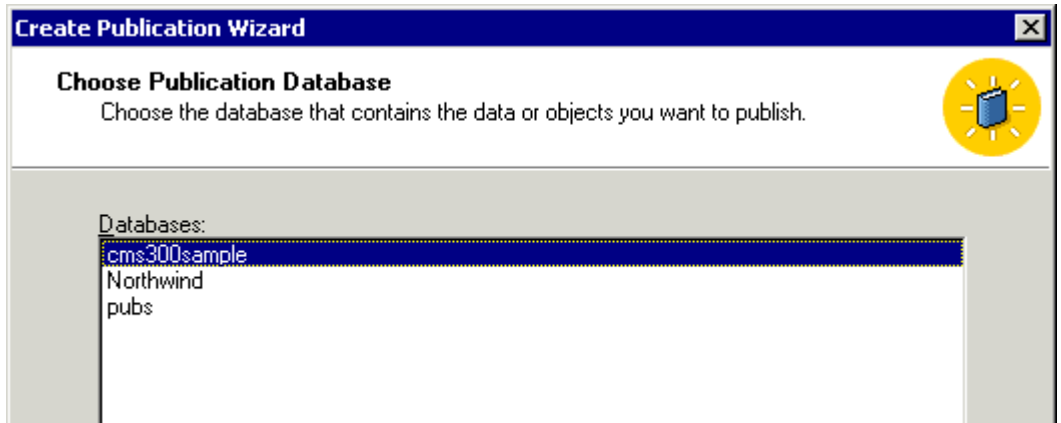 Create Publication Wizard
Choose Publication Database
Choose the database that contains the data or objects you want to publish.
Databases:
cms300sample
Northwind
pubs